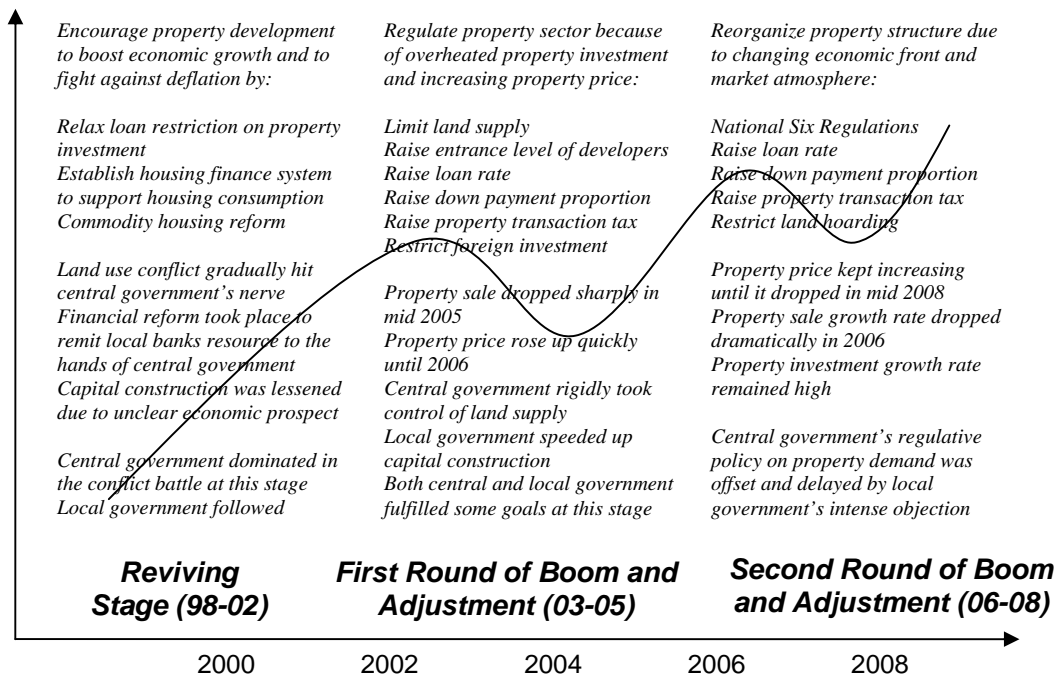 Encourage property development
to boost economic growth and to
fight against deflation by:
Relax loan restriction on property
investment
Establish housing finance system
to support housing consumption
Commodity housing reform
Land use conflict gradually hit
central government's nerve
Financial reform took place to
remit local banks resource to the
hands of central government
Capital construction was lessened
due to unclear economic prospect
Central government dominated in
the conflict battle at this stage
Local government followed
Regulate property sector because
of overheated property investment
and increasing property price:
Limit land supply
Raise entrance level of developers
Raise loan rate
Raise down payment proportion
Raise property transaction tax
Restrict foreign investment
Property sale dropped sharply in
mid 2005
Property price rose up quickly
until 2006
Central government rigidly took
control of land supply
Local government speeded up
capital construction
Both central and local government
fulfilled some goals at this stage
Reorganize property structure due
to changing economic front and
market atmosphere:
National Six Regulations
Raise loan rate
Raise down payment proportion
Raise property transaction tax
Restrict land hoarding
Property price kept increasing
until it dropped in mid 2008
Property sale growth rate dropped
dramatically in 2006
Property investment growth rate
remained high
Central government's regulative
policy on property demand was
offset and delayed by local
government's intense objection
Reviving
Stage (98-02)
First Round of Boom and
Adjustment (03-05)
Second Round of Boom
and Adjustment (06-08)
2000 2002 2004 2006 2008